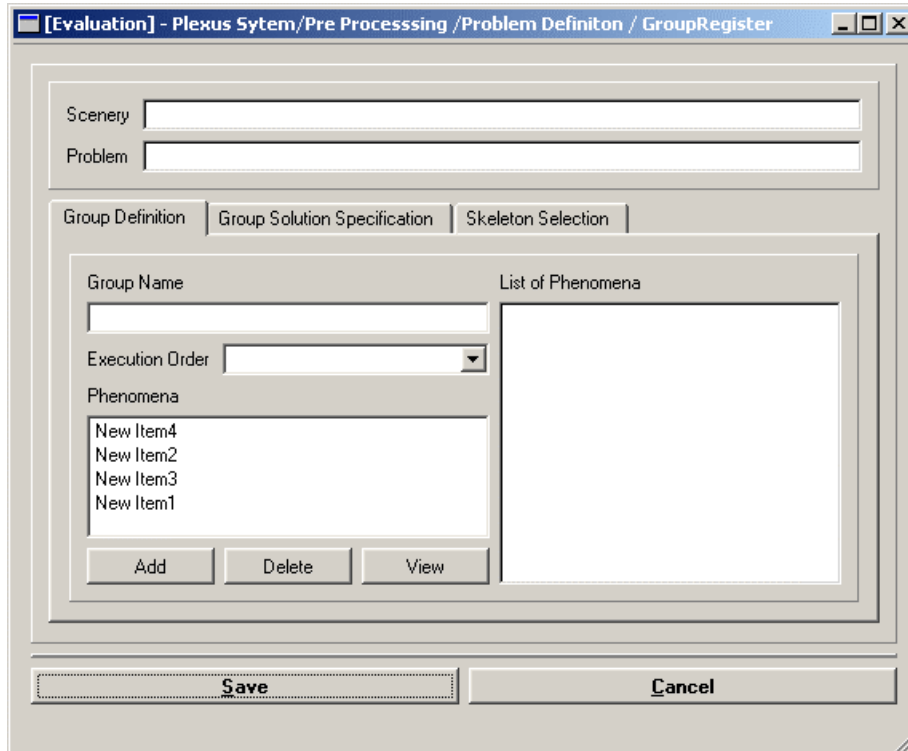 [Evaluation] - Plexus Sytem/Pre Processsing /Problem Definiton / GroupRegister
Scenery
Problem
Group Definition
Group Solution Specification
Skeleton Selection
Group Name
List of Phenomena
Execution Order
Phenomena
New Item4
New Item2
New Item3
New Item1
Add
Delete
View
Save
Cancel